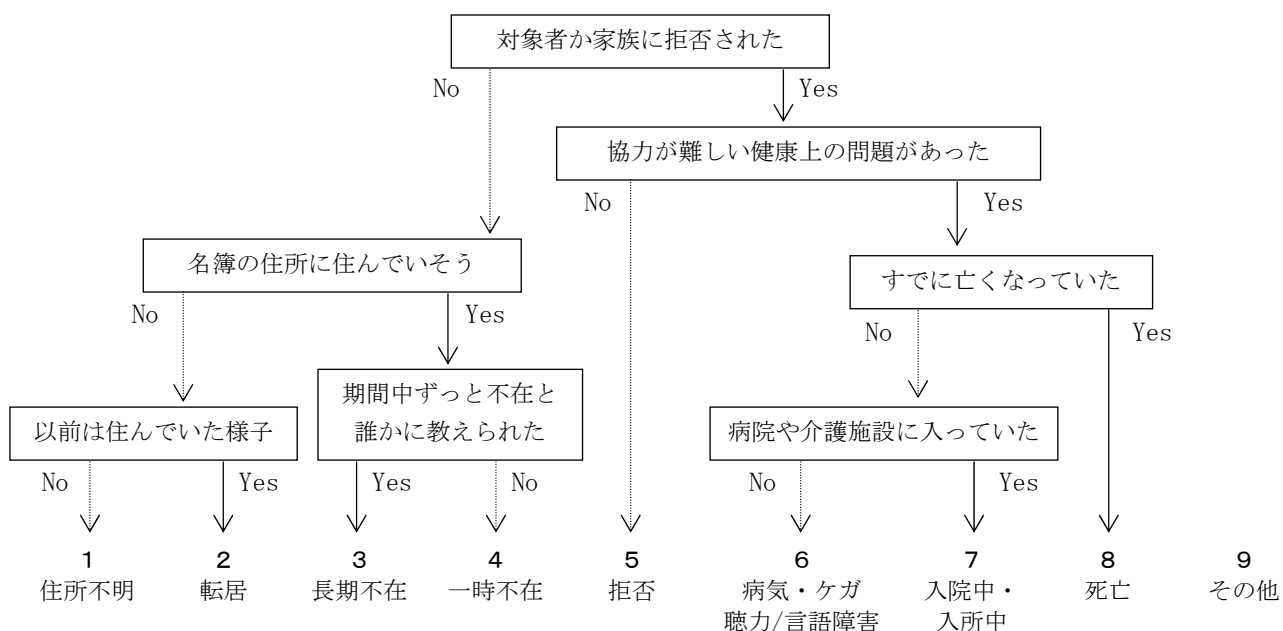 対象者か家族に拒否された
No
Yes
協力が難しい健康上の問題があった
No
Yes
名簿の住所に住んでいそう
すでに亡くなっていた
No
Yes
No
Yes
期間中ずっと不在と
誰かに教えられた
以前は住んでいた様子
病院や介護施設に入っていた
No
Yes
Yes
No
No
Yes
1
2
3
4
5
6
7
8
9
住所不明
転居
長期不在
一時不在
拒否
病気・ケガ
聴力/言語障害
入院中・
入所中
死亡
その他